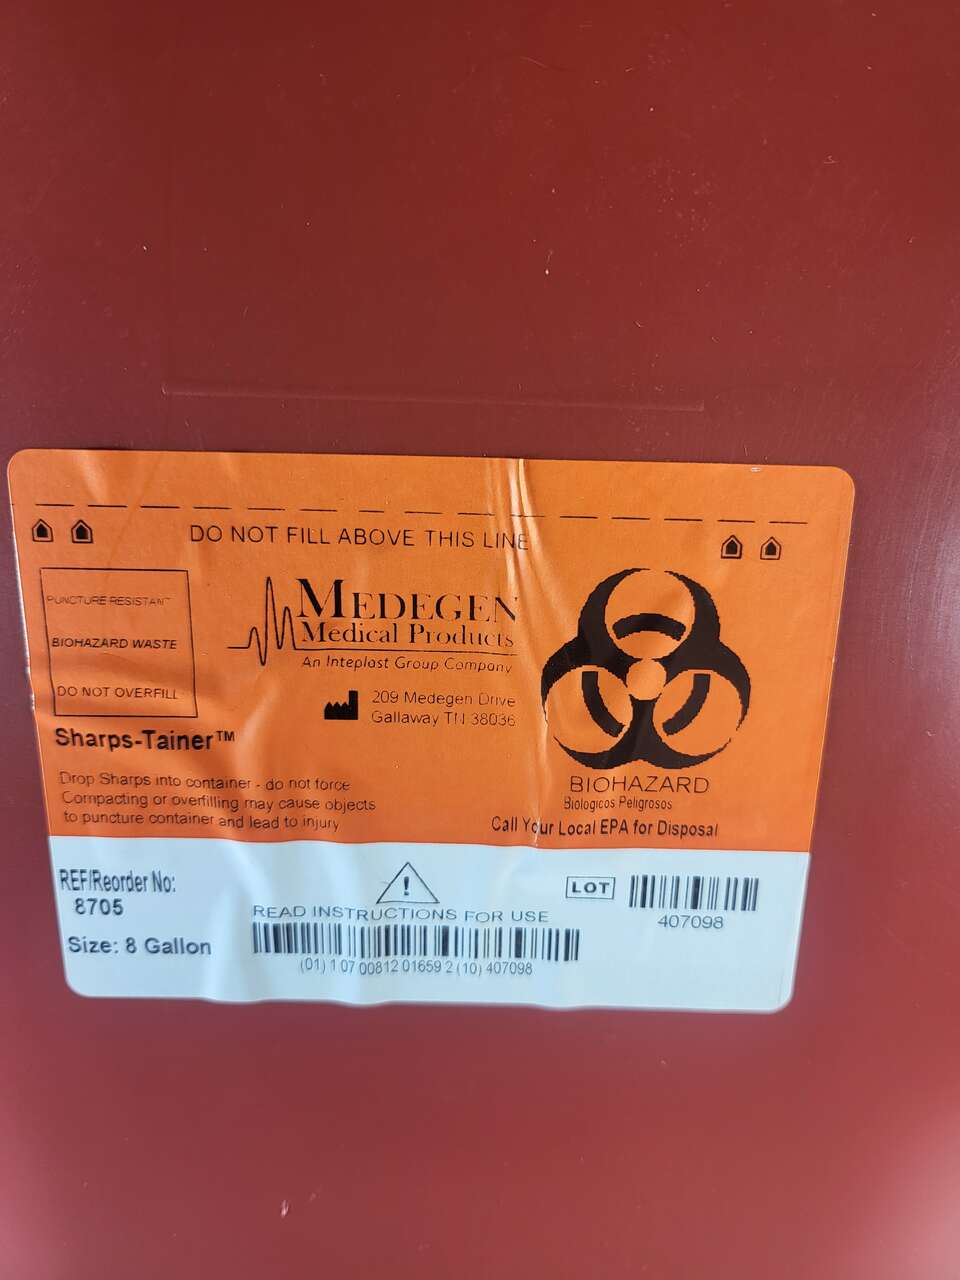 DO NOT FILL ABOVE THIS LINE
PUNCTURE RESISTANT
BIOHAZARD WASTE
DO NOT OVERFILL
MEDEGEN
Medical Products
An Inteplast Group Company
209 Medegen Drive
Gallaway TN 38036
Sharps-Tainer™
Drop Sharps into container - do not force
Compacting or overfilling may cause objects
to puncture container and lead to injury
BIOHAZARD
Biologicos Peligrosos
Call Your Local EPA for Disposal
REF/Reorder No:
8705
Size: 8 Gallon
!
READ INSTRUCTIONS FOR USE
(01) 1 07 00812 01659 2 (10) 407098
LOT
407098